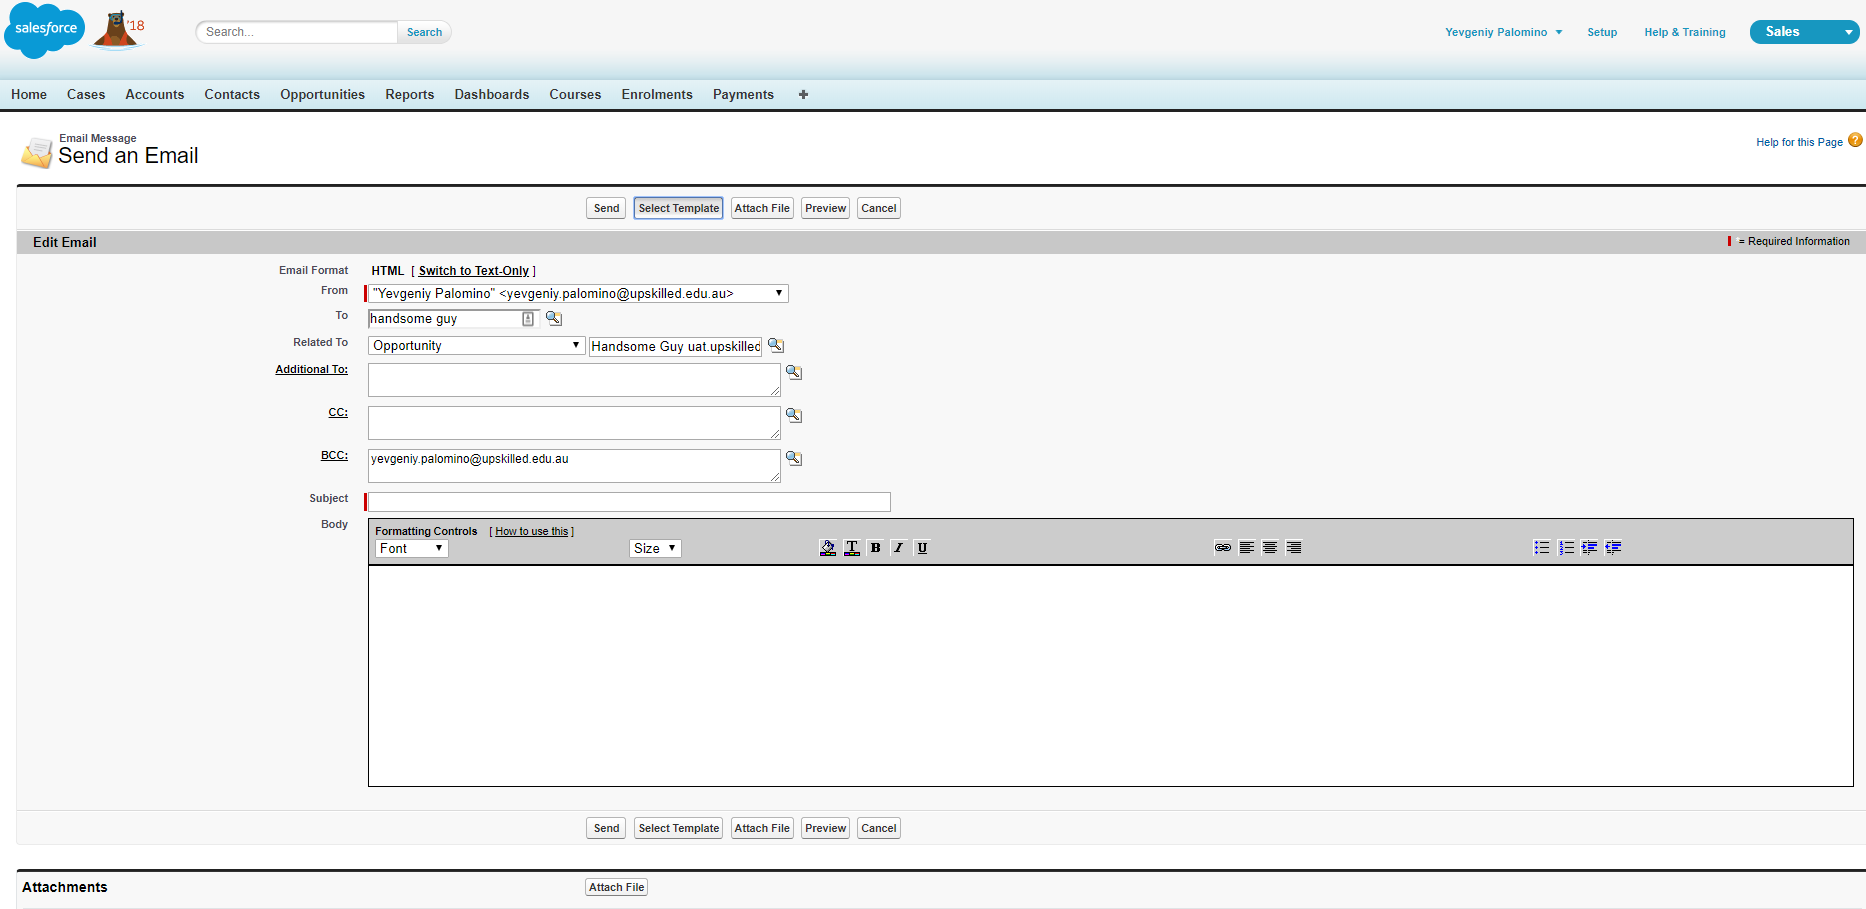 salesforce '18 Search... Search Yevgeniy Palomino Setup Help & Training Sales
Home Cases Accounts Contacts Opportunities Reports Dashboards Courses Enrolments Payments +
Email Message
Send an Email
Help for this Page ?
Send Select Template Attach File Preview Cancel
Edit Email = Required Information
Email Format HTML [ Switch to Text-Only ]
From "Yevgeniy Palomino" <yevgeniy.palomino@upskilled.edu.au>
To handsome guy
Related To Opportunity Handsome Guy uat.upskilled
Additional To:
CC:
BCC: yevgeniy.palomino@upskilled.edu.au
Subject
Body
Formatting Controls [ How to use this ]
Font Size T B I U
Send Select Template Attach File Preview Cancel
Attachments Attach File